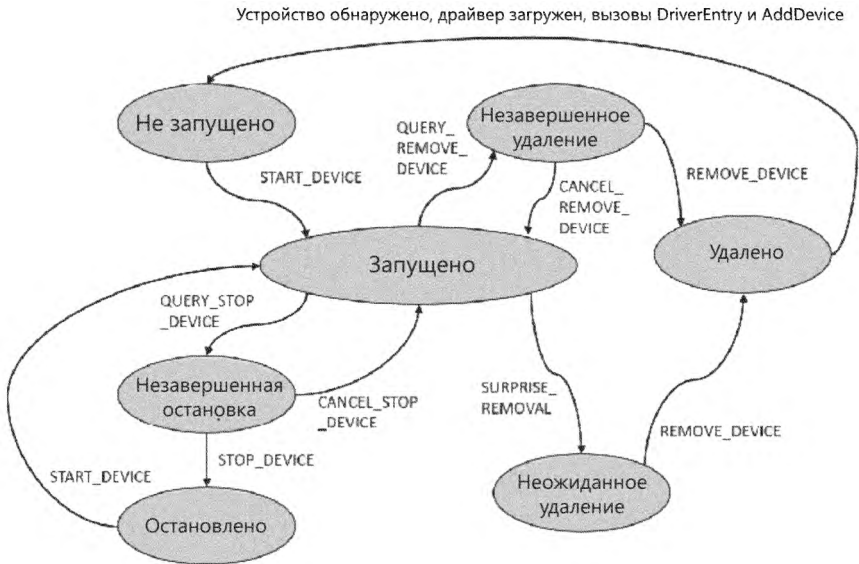 Устройство обнаружено, драйвер загружен, вызовы DriverEntry и AddDevice
Не запущено
Незавершенное
удаление
QUERY_
REMOVE_
DEVICE
START_DEVICE
CANCEL_
REMOVE_
DEVICE
REMOVE_DEVICE
Запущено
Удалено
QUERY_STOP
_DEVICE
Незавершенная
остановка
CANCEL_STOP
_DEVICE
SURPRISE_
REMOVAL
REMOVE_DEVICE
STOP_DEVICE
START_DEVICE
Неожиданное
удаление
Остановлено